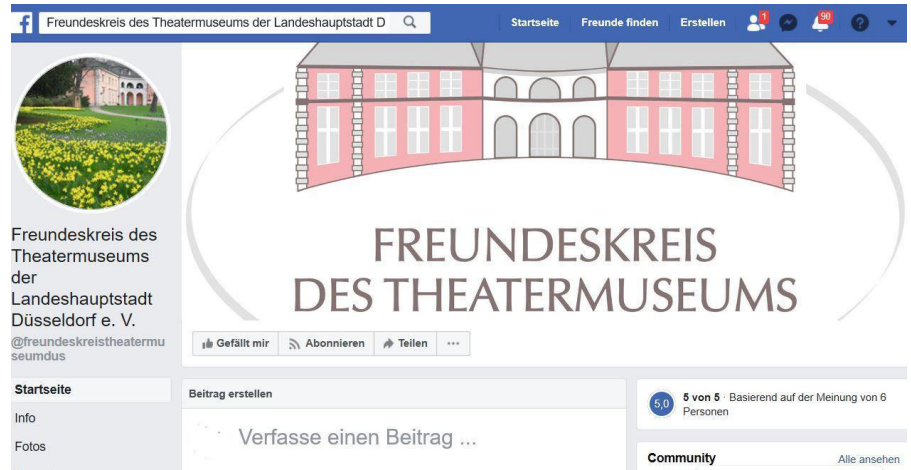 Freundeskreis des Theatermuseums der Landeshauptstadt D
Startseite Freunde finden Erstellen 1 90
FREUNDESKREIS
DES THEATERMUSEUMS
Freundeskreis des
Theatermuseums
der
Landeshauptstadt
Düsseldorf e. V.
@freundeskreistheatermu
seumdus
Startseite
Info
Fotos
Gefällt mir Abonnieren Teilen ...
Beitrag erstellen
Verfasse einen Beitrag ...
5,0 5 von 5 · Basierend auf der Meinung von 6
Personen
Community Alle ansehen